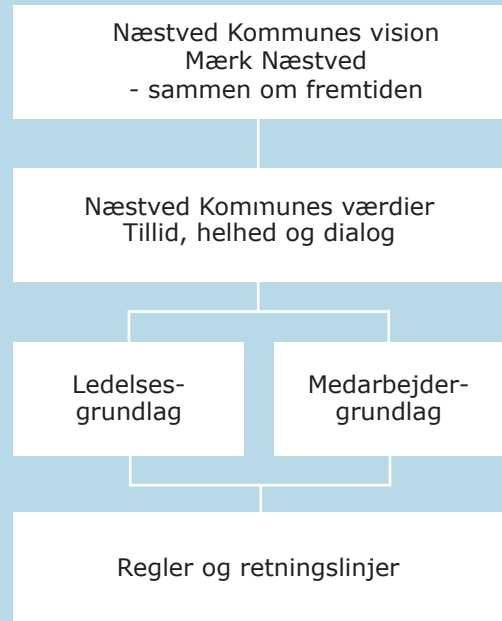 Næstved Kommunes vision
Mærk Næstved
- sammen om fremtiden
Næstved Kommunes værdier
Tillid, helhed og dialog
Ledelses-
grundlag
Medarbejder-
grundlag
Regler og retningslinjer